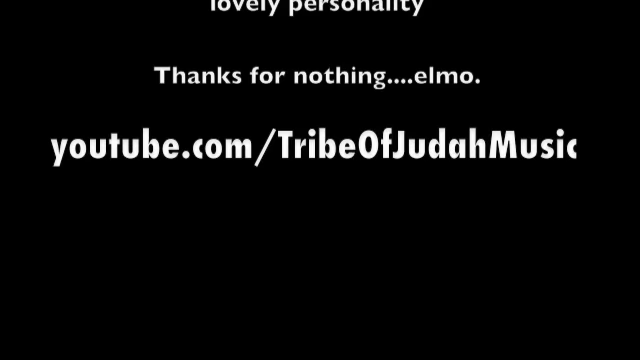 lovely personality
Thanks for nothing....elmo.
youtube.com/TribeOfJudahMusic